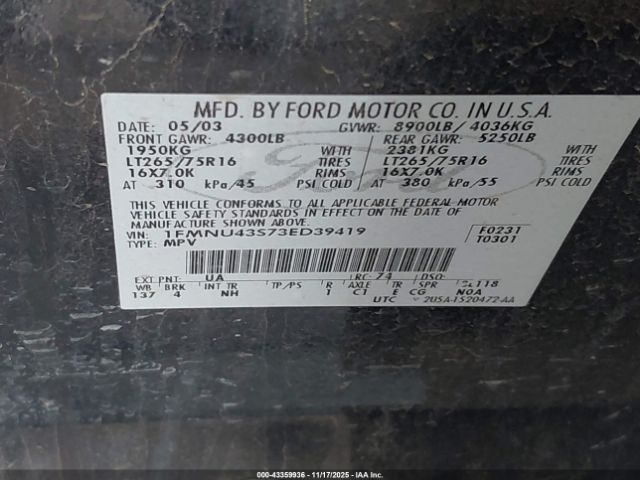 MFD. BY FORD MOTOR CO. IN U.S.A.
DATE: 05/03 GVWR: 8900LB/ 4036KG
FRONT GAWR: 4300LB REAR GAWR: 5250LB
1950KG WITH 2381KG WITH
LT265/75R16 TIRES LT265/75R16 TIRES
16X7.0K RIMS 16X7.0K RIMS
AT 310 kPa/45 PSI COLD AT 380 kPa/55 PSI COLD
THIS VEHICLE CONFORMS TO ALL APPLICABLE FEDERAL MOTOR
VEHICLE SAFETY STANDARDS IN EFFECT ON THE DATE OF
MANUFACTURE SHOWN ABOVE.
VIN: 1FMNU43S73ED39419 F0231
TYPE: MPV T0301
EXT PNT: UA RC: 74 DSO:
WB BRK INT TR TP/PS R AXLE TR SPR
137 4 NH 1 C1 E CG N0A
UTC 2U5A-1520472-AA
Ford
000-43359936 - 11/17/2025 - IAA Inc.